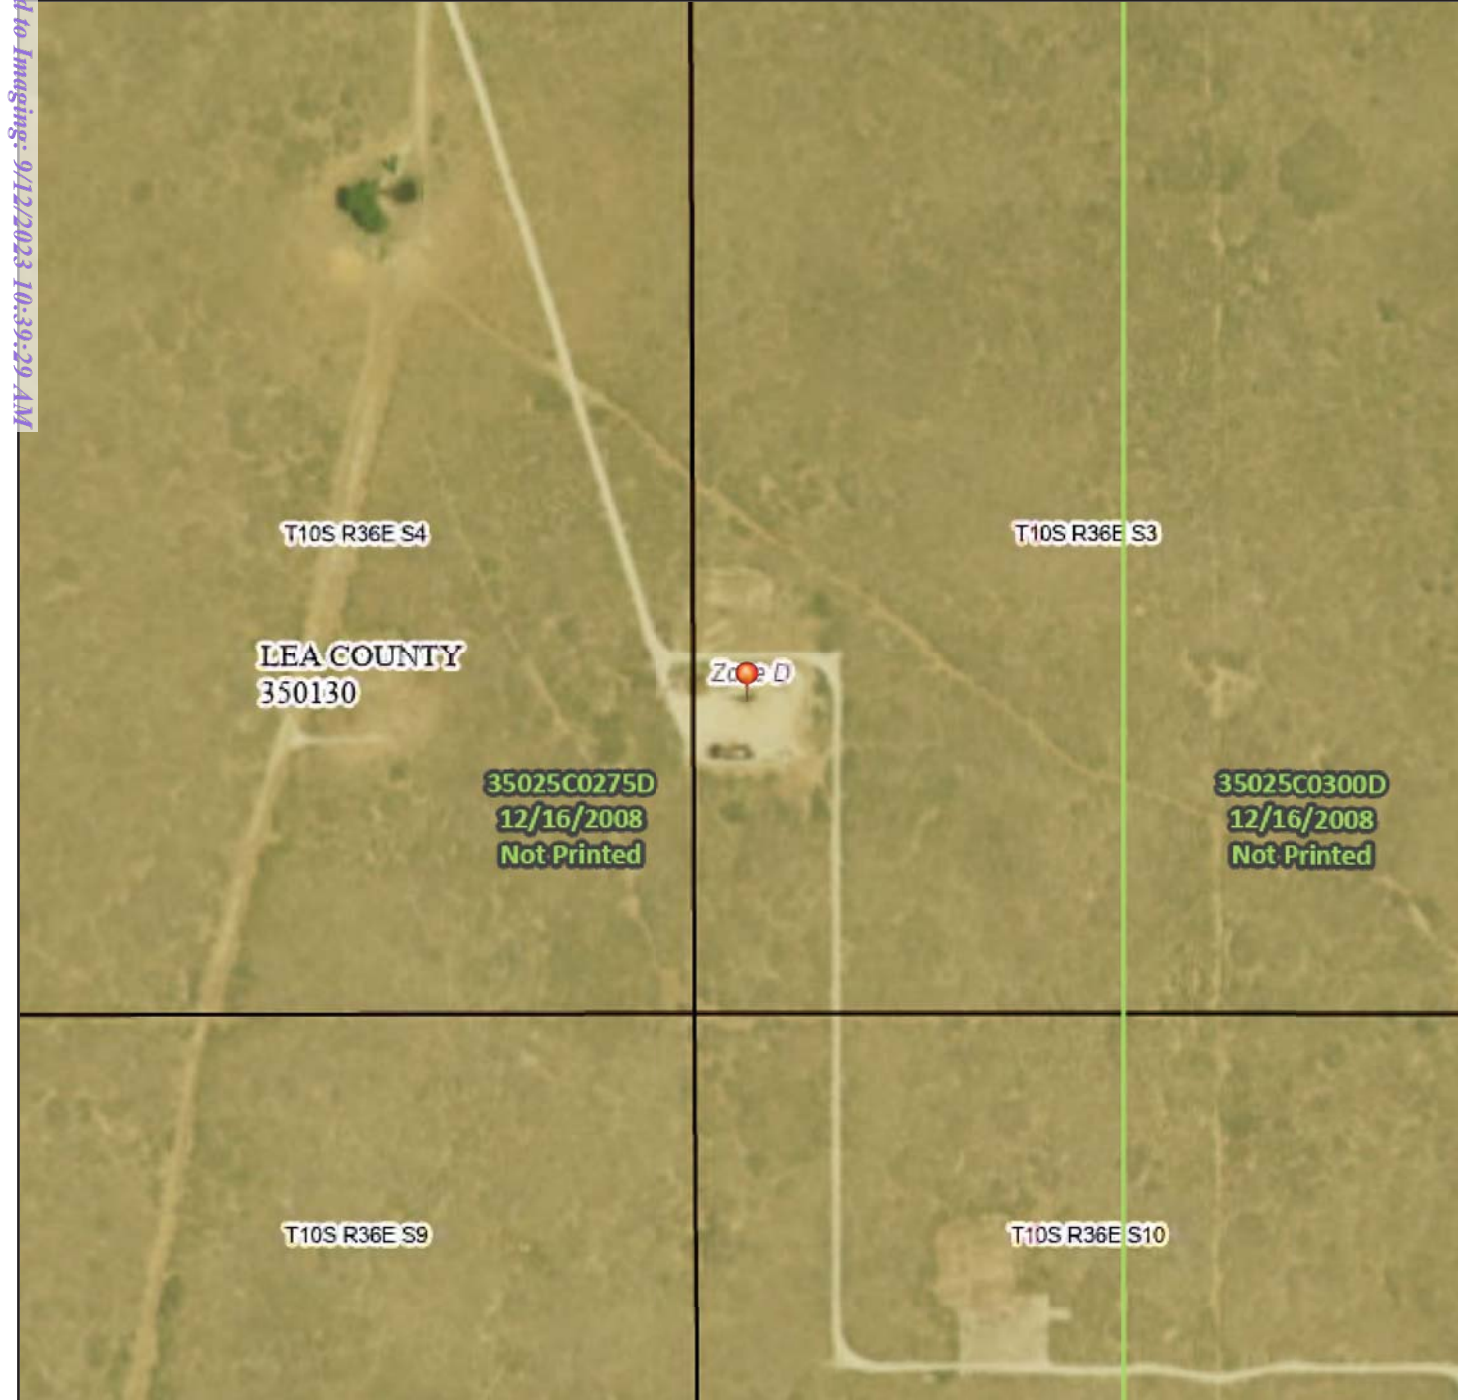 d to Imaging: 9/12/2023 10:39:29 AM
T10S R36E S4
T10S R36E S3
LEA COUNTY
350130
Zone D
35025C0275D
12/16/2008
Not Printed
35025C0300D
12/16/2008
Not Printed
T10S R36E S9
T10S R36E S10